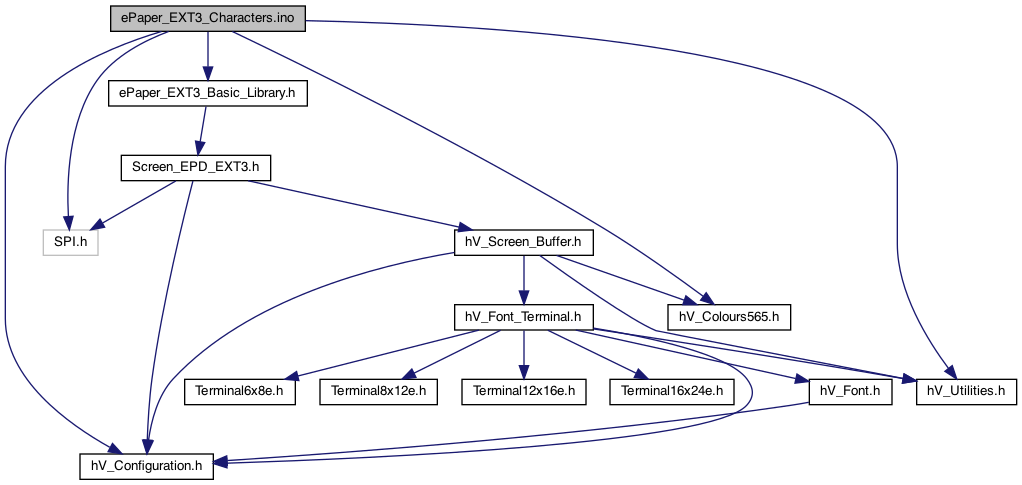 ePaper_EXT3_Characters.ino
ePaper_EXT3_Basic_Library.h
Screen_EPD_EXT3.h
SPI.h
hV_Screen_Buffer.h
hV_Font_Terminal.h
hV_Colours565.h
Terminal6x8e.h
Terminal8x12e.h
Terminal12x16e.h
Terminal16x24e.h
hV_Font.h
hV_Utilities.h
hV_Configuration.h